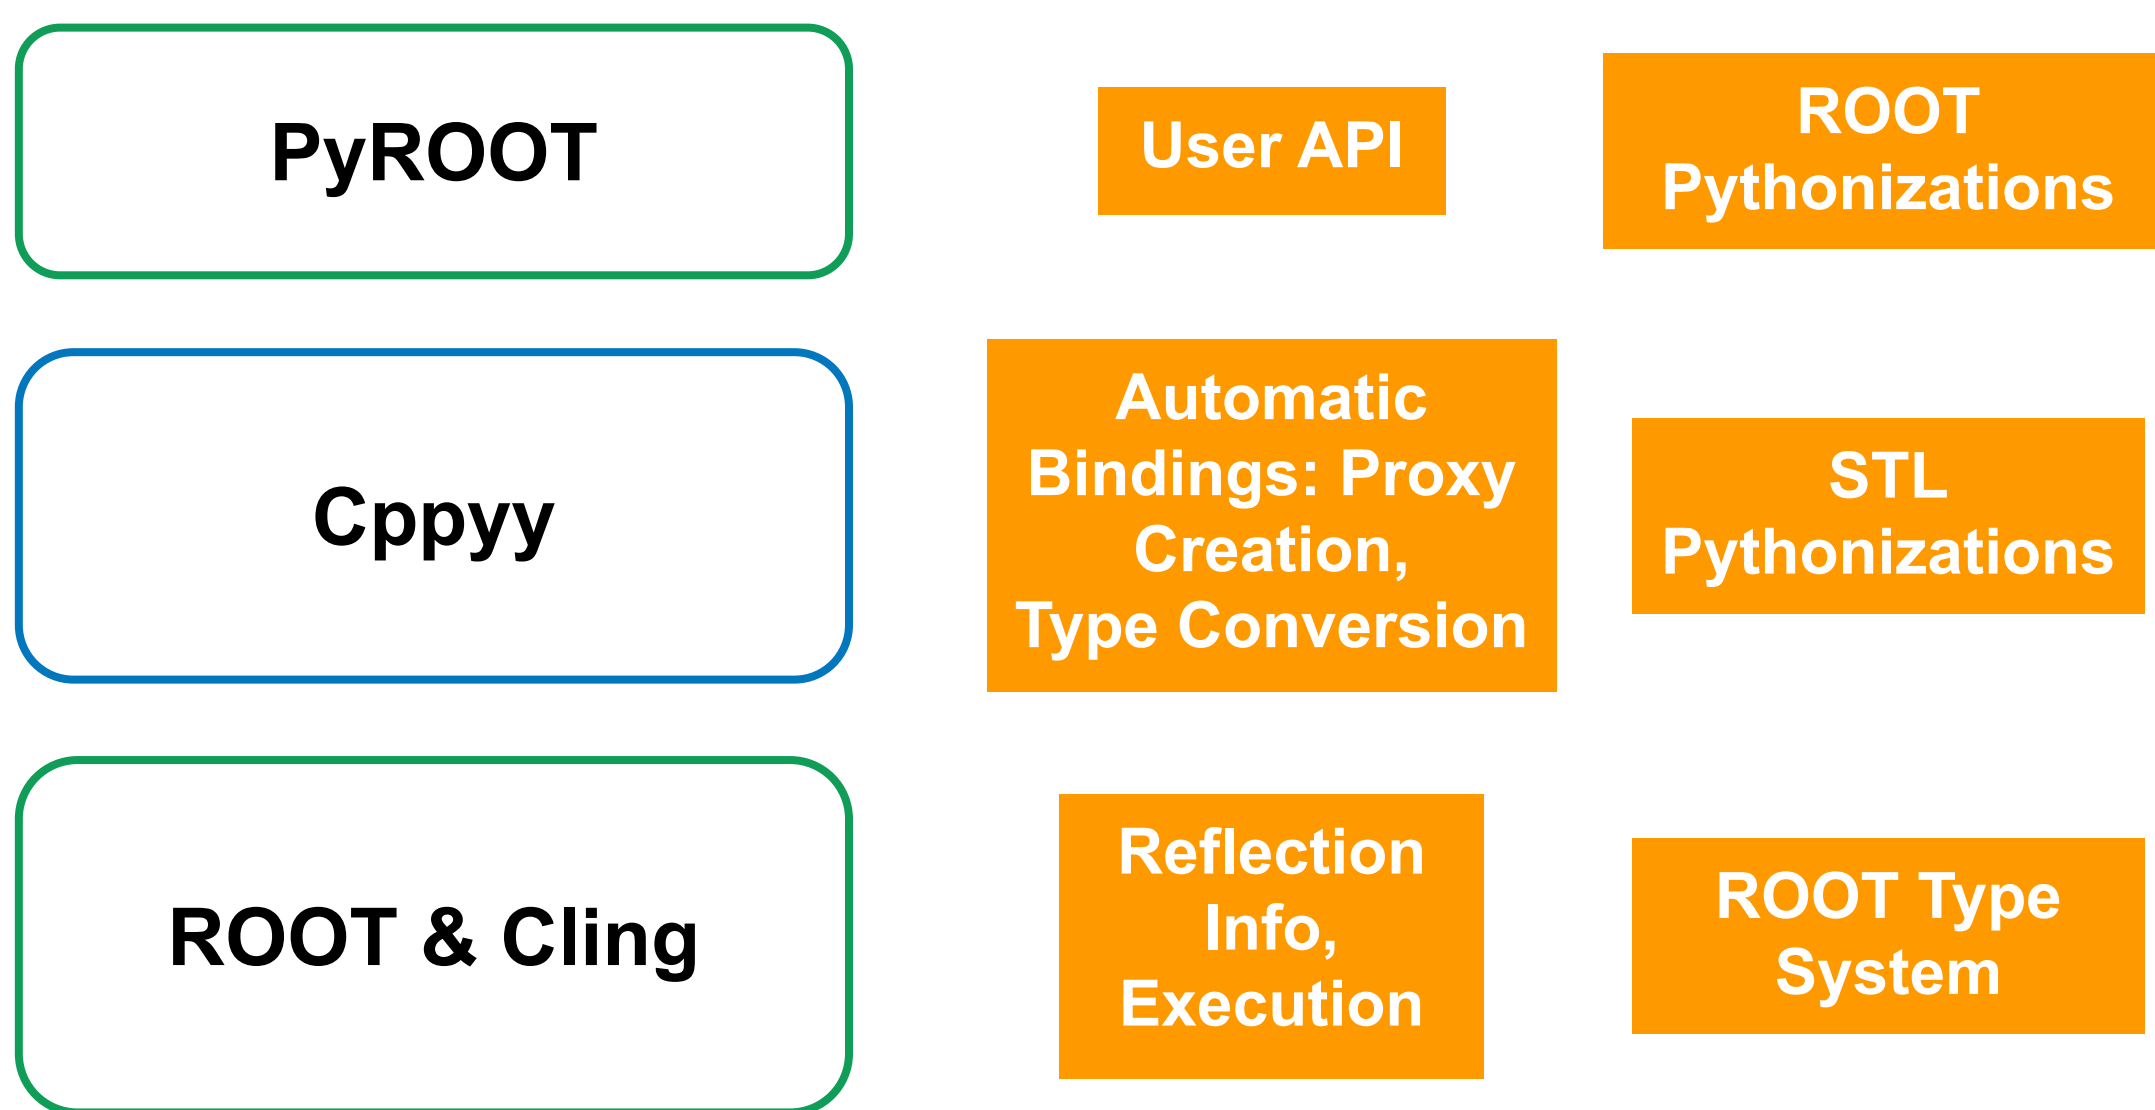 PyROOT
User API
ROOT
Pythonizations
Cppyy
Automatic
Bindings: Proxy
Creation,
Type Conversion
STL
Pythonizations
ROOT & Cling
Reflection
Info,
Execution
ROOT Type
System